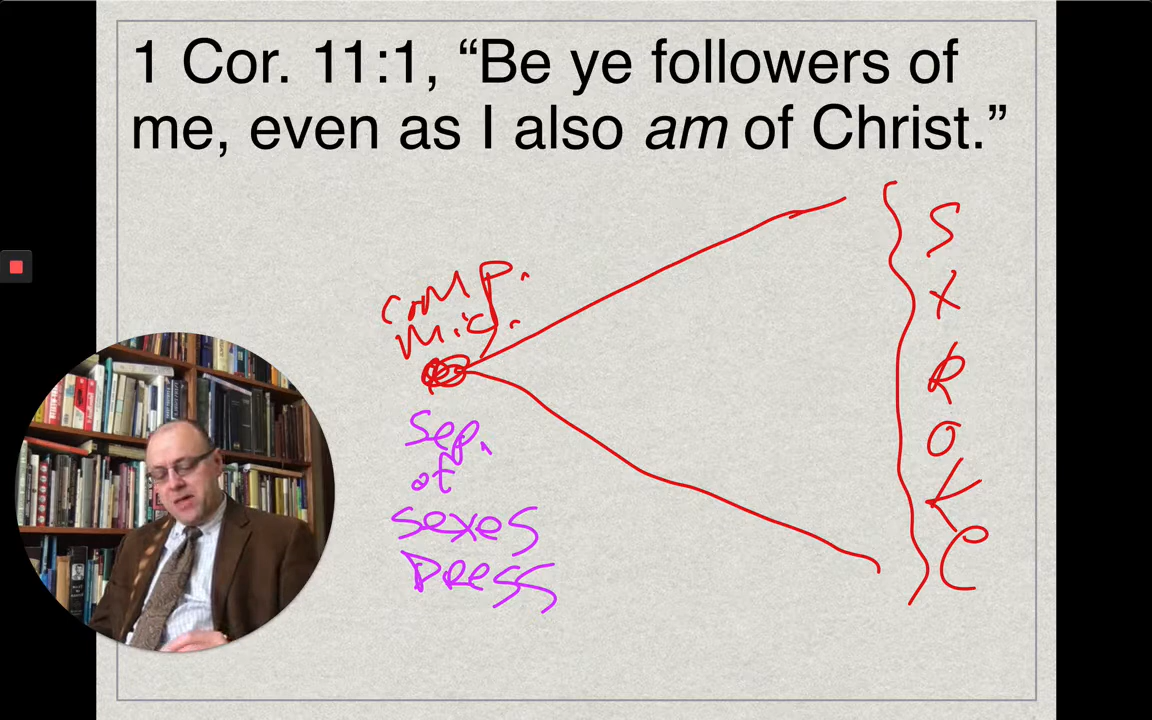 1 Cor. 11:1, “Be ye followers of
me, even as I also am of Christ.”
comp.
mic.
Sep.
of
sexes
Dress
S
X
R
O
K
e